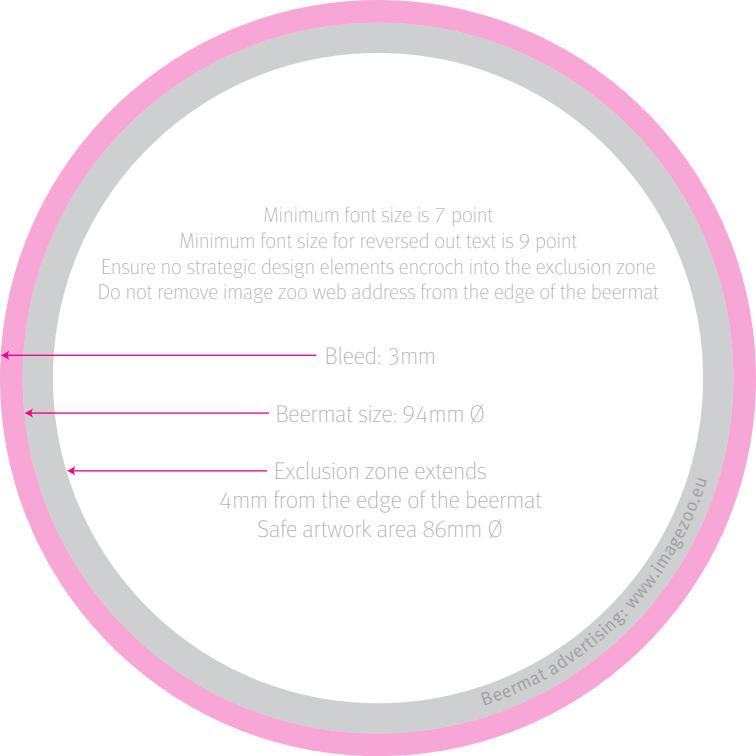 Minimum font size is 7 point
Minimum font size for reversed out text is 9 point
Ensure no strategic design elements encroch into the exclusion zone
Do not remove image zoo web address from the edge of the beermat
Bleed: 3mm
Beermat size: 94mm Ø
Exclusion zone extends
4mm from the edge of the beermat
Safe artwork area 86mm Ø
Beermat advertising: www.imagezoo.eu